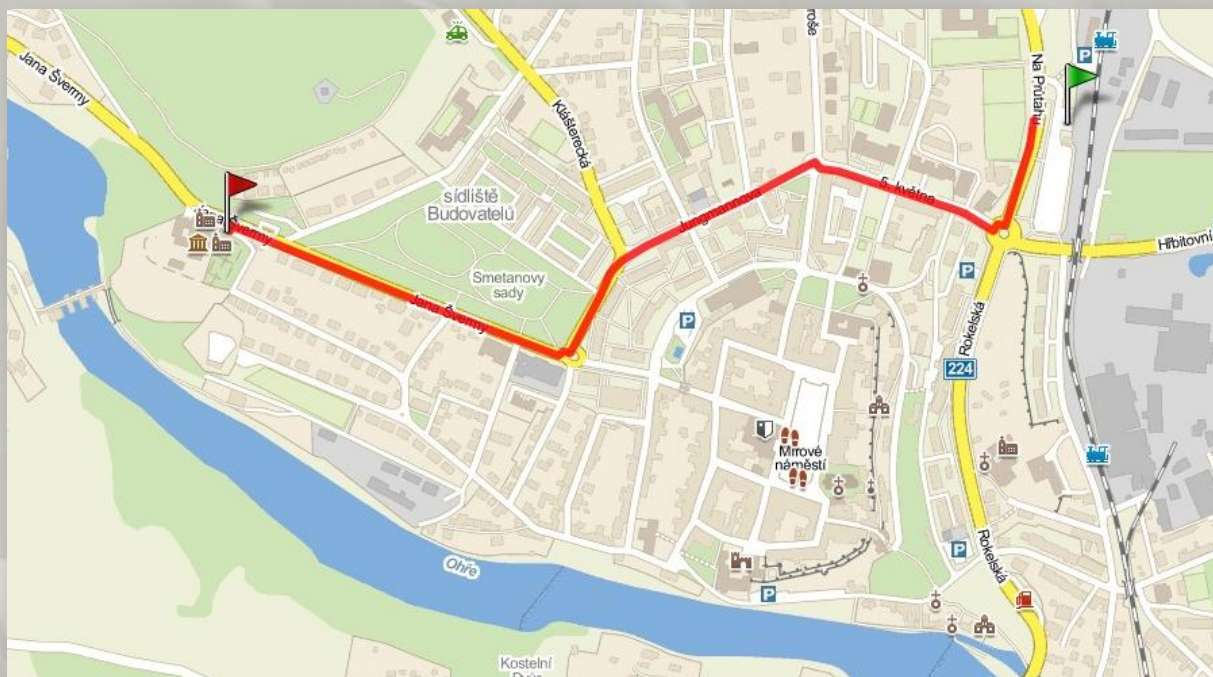 Jana Švermy
Klášterecká
roše
Na Průtahu
P
sídliště
Budovatelů
Smetanovy
sady
Jana Švermy
Jungmannova
5. května
Hřbitovní
P
P
Rokelská
224
Mírové
náměstí
Ohře
P
P
Rokelská
Kostelní